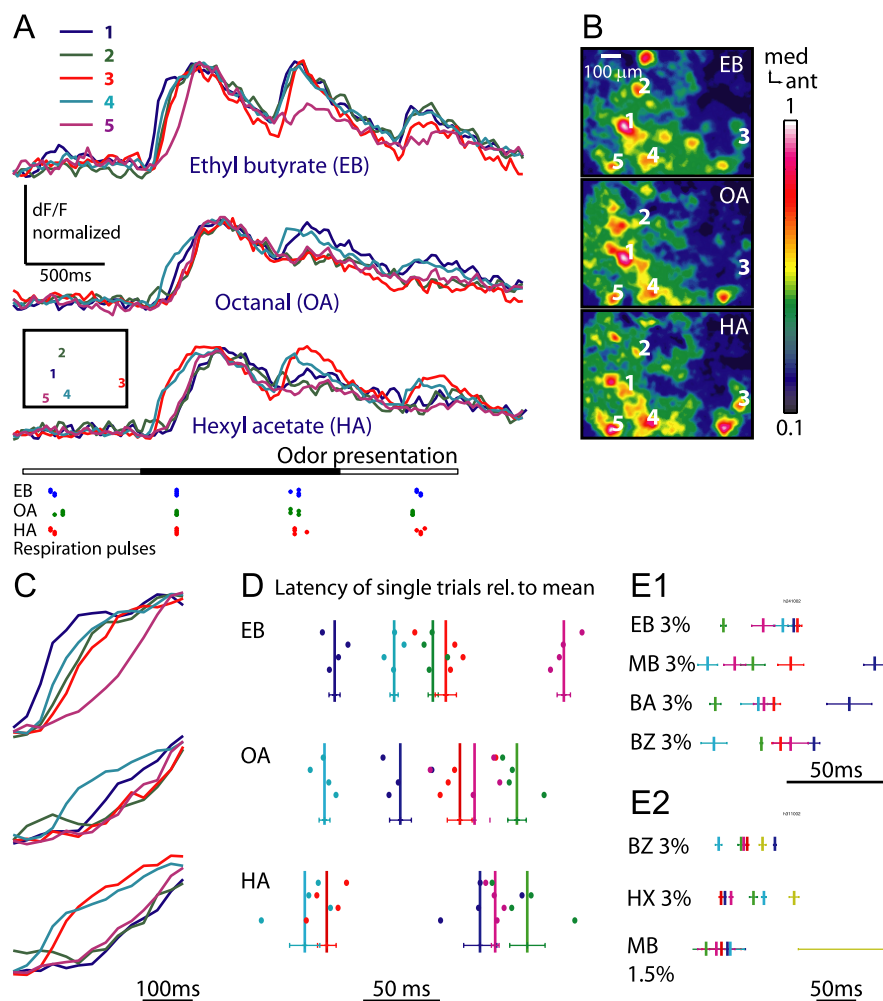 A
1
2
3
4
5
Ethyl butyrate (EB)
dF/F
normalized
500ms
Octanal (OA)
2
1
3
5
4
Hexyl acetate (HA)
Odor presentation
EB
OA
HA
Respiration pulses
B
EB
100 µm
2
1
3
5
4
OA
2
1
3
5
4
HA
2
1
3
5
4
med
ant
1
0.1
C
100ms
D
Latency of single trials rel. to mean
EB
OA
HA
50 ms
E1
h241002
EB 3%
MB 3%
BA 3%
BZ 3%
50ms
E2
h311002
BZ 3%
HX 3%
MB
1.5%
50ms